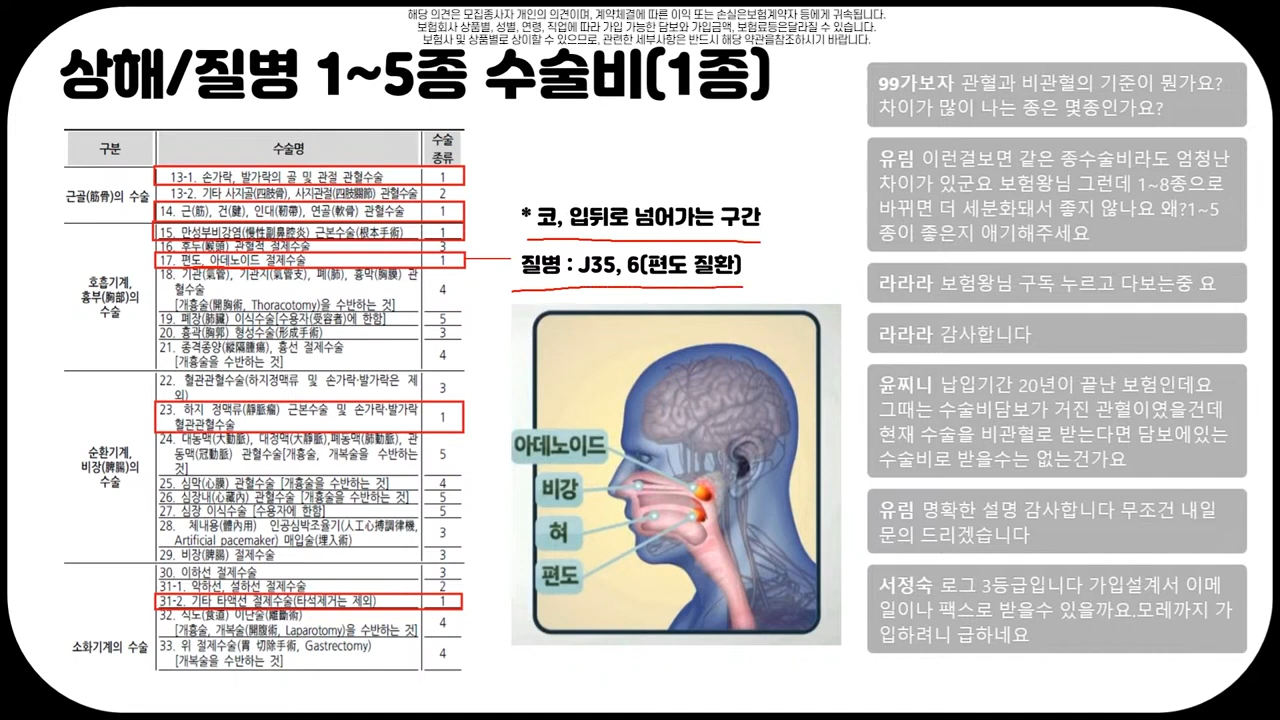 해당 의견은 모집종사자 개인의 의견이며, 계약체결에 따른 이익 또는 손실은보험계약자 등에게 귀속됩니다.
보험회사 상품별, 성별, 연령, 직업에 따라 가입 가능한 담보와 가입금액, 보험료등은달라질 수 있습니다.
보험사 및 상품별로 상이할 수 있으므로, 관련한 세부사항은 반드시 해당 약관을참조하시기 바랍니다.
상해/질병 1~5종 수술비(1종)
구분 수술명 수술 종류
근골(筋骨)의 수술
13-1. 손가락, 발가락의 골 및 관절 관혈수술 1
13-2. 기타 사지골(四肢骨), 사지관절(四肢關節) 관혈수술 2
14. 근(筋), 건(腱), 인대(靭帶), 연골(軟骨) 관혈수술 1
호흡기계,
흉부(胸部)의
수술
15. 만성부비강염(慢性副鼻腔炎) 근본수술(根本手術) 1
16. 후두(喉頭) 관혈적 절제수술 3
17. 편도, 아데노이드 절제수술 1
18. 기관(氣管), 기관지(氣管支), 폐(肺), 흉막(胸膜) 관
혈수술 4
[개흉술(開胸術, Thoracotomy)을 수반하는 것]
19. 폐장(肺臟) 이식수술[수용자(受容者)에 한함] 5
20. 흉곽(胸郭) 형성수술(形成手術) 3
21. 종격종양(縱隔腫瘍), 흉선 절제수술 4
[개흉술을 수반하는 것]
순환기계,
비장(脾腸)의
수술
22. 혈관관혈수술(하지정맥류 및 손가락·발가락은 제
외) 3
23. 하지 정맥류(靜脈瘤) 근본수술 및 손가락·발가락
혈관관혈수술 1
24. 대동맥(大動脈), 대정맥(大靜脈),폐동맥(肺動脈), 관
동맥(冠動脈) 관혈수술[개흉술, 개복술을 수반하는
것] 5
25. 심막(心膜) 관혈수술 [개흉술을 수반하는 것] 4
26. 심장내(心臟內) 관혈수술 [개흉술을 수반하는 것] 5
27. 심장 이식수술 [수용자에 한함] 5
28. 체내용(體內用) 인공심박조율기(人工心搏調律機,
Artificial pacemaker) 매입술(埋入術) 3
29. 비장(脾臟) 절제수술 3
소화기계의 수술
30. 이하선 절제수술 3
31-1. 악하선, 설하선 절제수술 2
31-2. 기타 타액선 절제수술(타석제거는 제외) 1
32. 식도(食道) 이단술(離斷術) 4
[개흉술, 개복술(開腹術, Laparotomy)을 수반하는 것]
33. 위 절제수술(胃 切除手術, Gastrectomy) 4
[개복술을 수반하는 것]
* 코, 입뒤로 넘어가는 구간
질병 : J35, 6(편도 질환)
아데노이드
비강
혀
편도
99가보자 관혈과 비관혈의 기준이 뭔가요?
차이가 많이 나는 종은 몇종인가요?
유림 이런걸보면 같은 종수술비라도 엄청난
차이가 있군요 보험왕님 그런데 1~8종으로
바뀌면 더 세분화돼서 좋지 않나요 왜?1~5
종이 좋은지 애기해주세요
라라라 보험왕님 구독 누르고 다보는중 요
라라라 감사합니다
윤찌니 납입기간 20년이 끝난 보험인데요
그때는 수술비담보가 거진 관혈이였을건데
현재 수술을 비관혈로 받는다면 담보에있는
수술비로 받을수는 없는건가요
유림 명확한 설명 감사합니다 무조건 내일
문의 드리겠습니다
서정숙 로그 3등급입니다 가입설계서 이메
일이나 팩스로 받을수 있을까요.모레까지 가
입하려니 급하네요